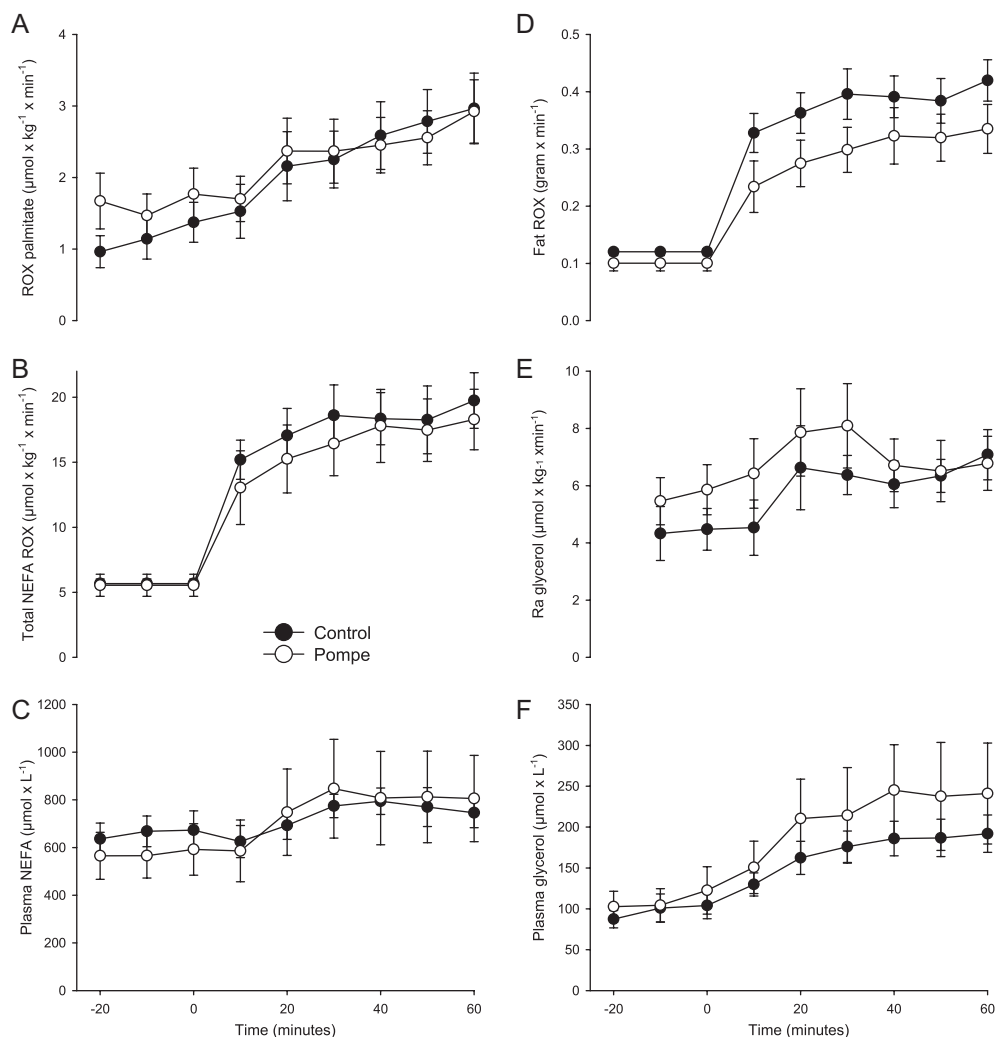 A
ROX palmitate (μmol x kg⁻¹ x min⁻¹)
4
3
2
1
0
B
Total NEFA ROX (μmol x kg⁻¹ x min⁻¹)
20
15
10
5
0
Control
Pompe
C
Plasma NEFA (μmol x L⁻¹)
1200
1000
800
600
400
200
0
-20
0
20
40
60
Time (minutes)
D
Fat ROX (gram x min⁻¹)
0.5
0.4
0.3
0.2
0.1
0.0
E
Ra glycerol (μmol x kg₋₁ xmin⁻¹)
10
8
6
4
2
0
F
Plasma glycerol (μmol x L⁻¹)
350
300
250
200
150
100
50
0
-20
0
20
40
60
Time (minutes)